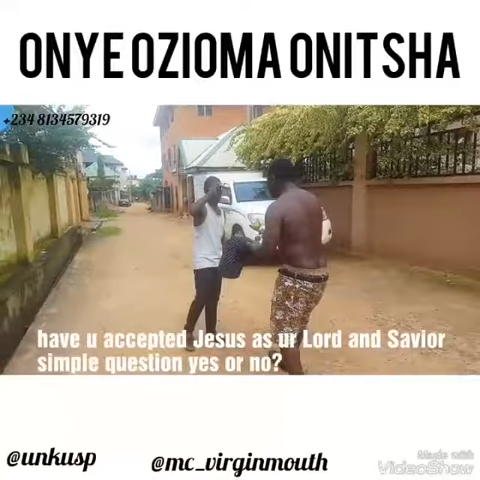 ONYE OZIOMA ONITSHA
+234 8134579319
have u accepted Jesus as ur Lord and Savior
simple question yes or no?
@unkusp
@mc_virginmouth
Made with
VideoShow